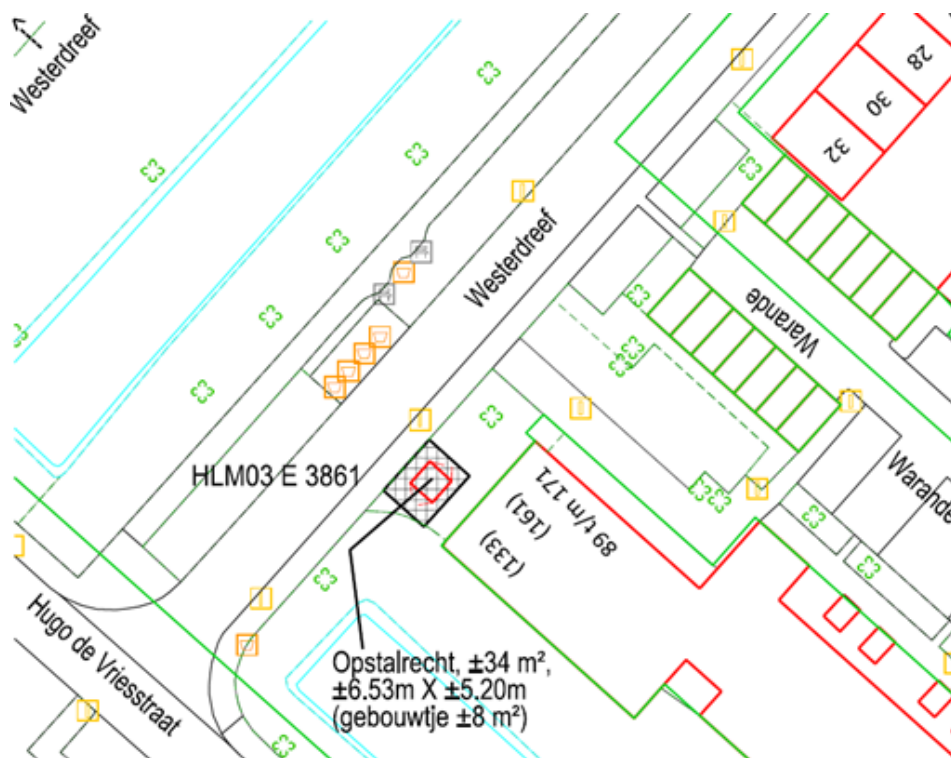 Westerdreef
28
30
32
Westerdreef
Warande
HLM03 E 3861
Warande
89 t/m 171
(161)
(133)
Hugo de Vriesstraat
Opstalrecht, ±34 m²,
±6.53m X ±5.20m
(gebouwtje ±8 m²)